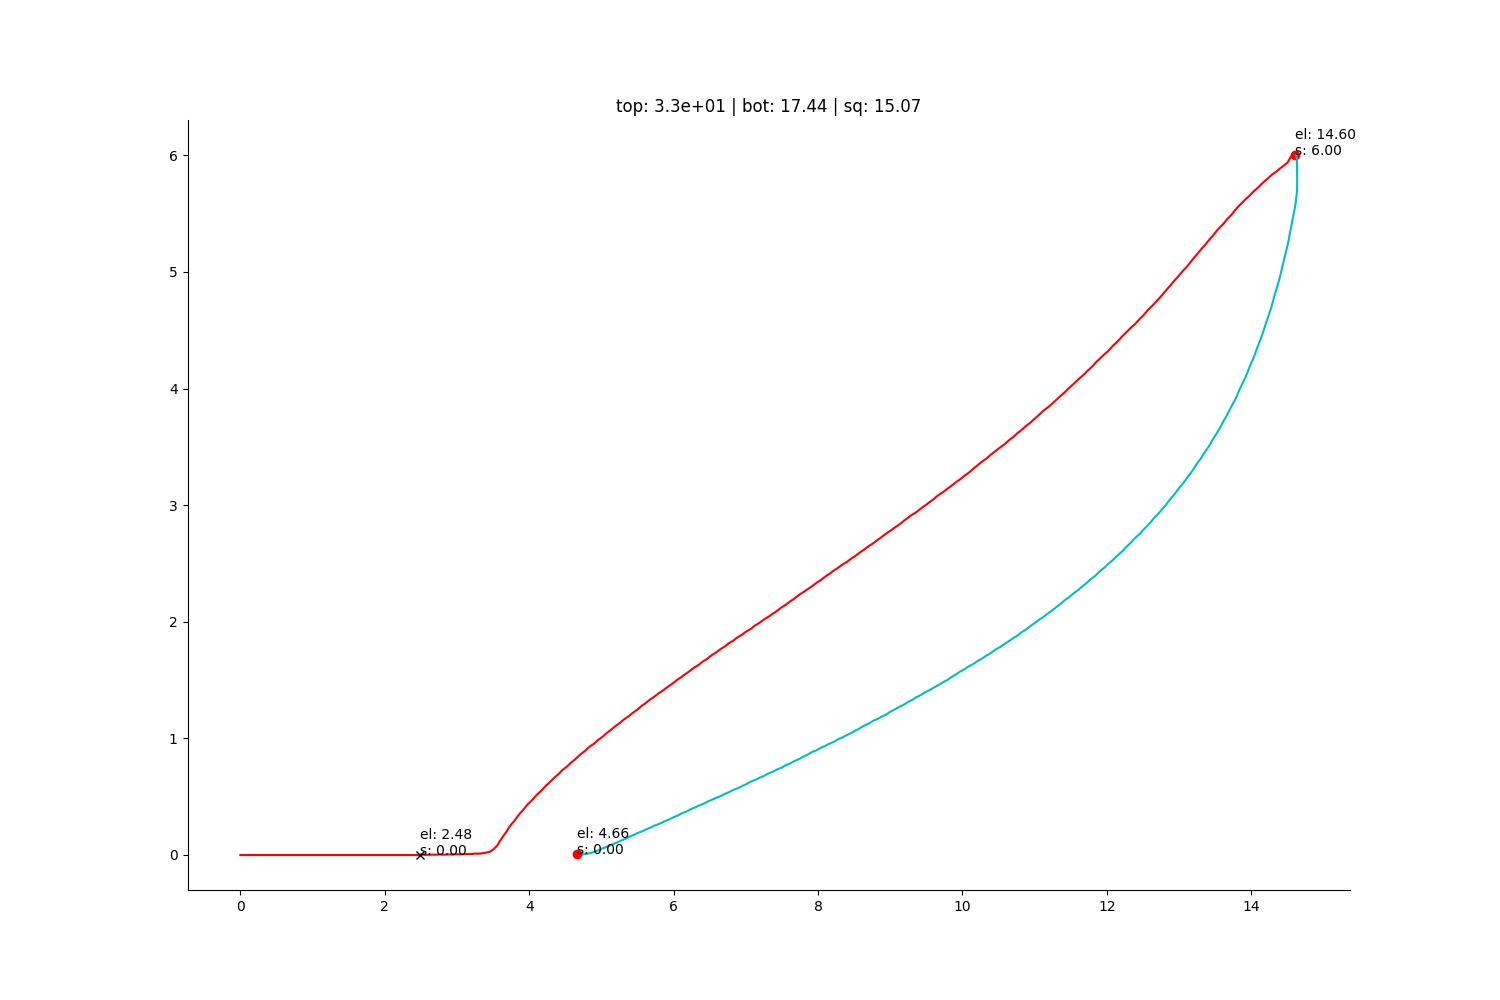 top: 3.3e+01 | bot: 17.44 | sq: 15.07
el: 14.60
s: 6.00
6
5
4
3
2
1
0
el: 2.48
s: 0.00
el: 4.66
s: 0.00
0 2 4 6 8 10 12 14